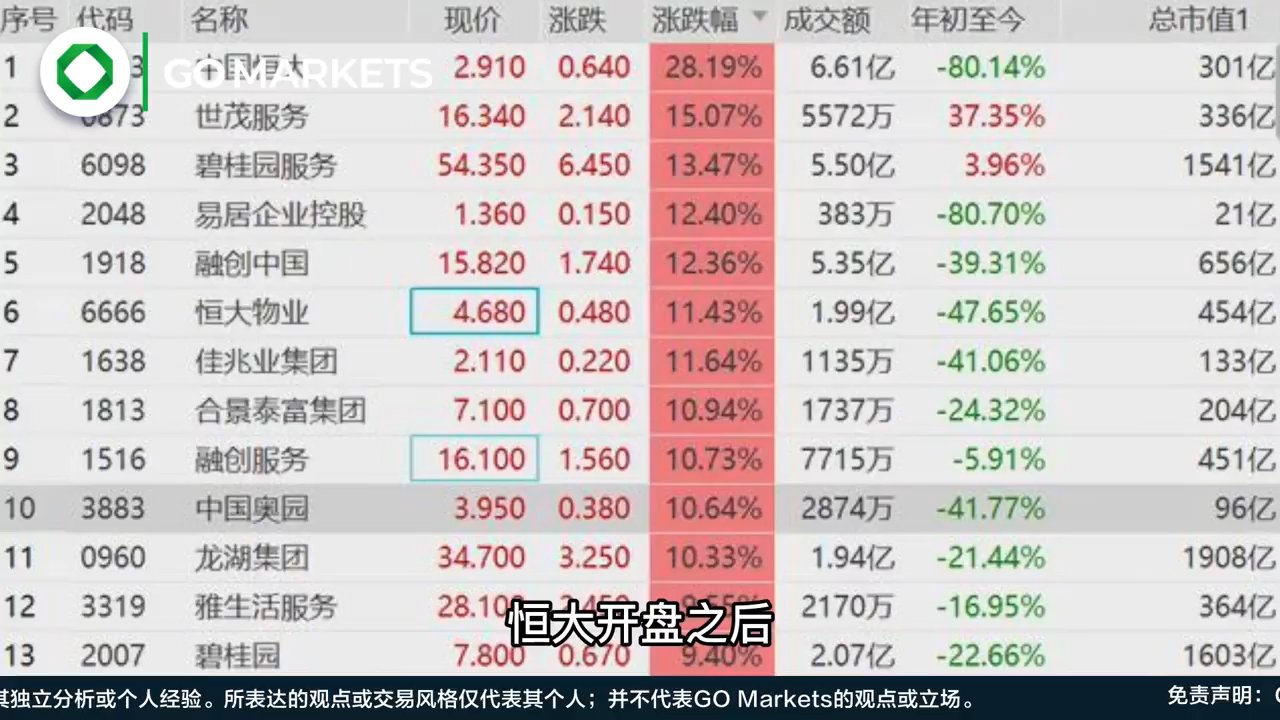 序号 代码 名称 现价 涨跌 涨跌幅 成交额 年初至今 总市值1
GO MARKETS
1 3 中国恒大 2.910 0.640 28.19% 6.61亿 -80.14% 301亿
2 0873 世茂服务 16.340 2.140 15.07% 5572万 37.35% 336亿
3 6098 碧桂园服务 54.350 6.450 13.47% 5.50亿 3.96% 1541亿
4 2048 易居企业控股 1.360 0.150 12.40% 383万 -80.70% 21亿
5 1918 融创中国 15.820 1.740 12.36% 5.35亿 -39.31% 656亿
6 6666 恒大物业 4.680 0.480 11.43% 1.99亿 -47.65% 454亿
7 1638 佳兆业集团 2.110 0.220 11.64% 1135万 -41.06% 133亿
8 1813 合景泰富集团 7.100 0.700 10.94% 1737万 -24.32% 204亿
9 1516 融创服务 16.100 1.560 10.73% 7715万 -5.91% 451亿
10 3883 中国奥园 3.950 0.380 10.64% 2874万 -41.77% 96亿
11 0960 龙湖集团 34.700 3.250 10.33% 1.94亿 -21.44% 1908亿
12 3319 雅生活服务 28.100 2.450 9.55% 2170万 -16.95% 364亿
恒大开盘之后
13 2007 碧桂园 7.800 0.670 9.40% 2.07亿 -22.66% 1603亿
其独立分析或个人经验。所表达的观点或交易风格仅代表其个人；并不代表GO Markets的观点或立场。 免责声明：